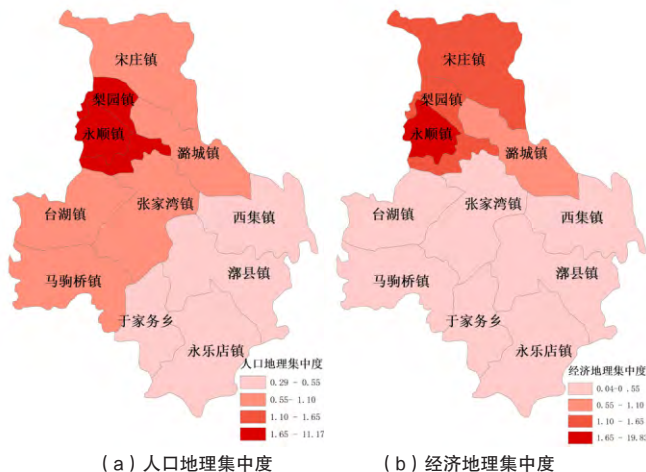 宋庄镇
梨园镇
永顺镇
潞城镇
台湖镇
张家湾镇
西集镇
马驹桥镇
漷县镇
于家务乡
永乐店镇
人口地理集中度
0.29 - 0.55
0.55- 1.10
1.10 - 1.65
1.65 - 11.17
(a)人口地理集中度
宋庄镇
梨园镇
永顺镇
潞城镇
台湖镇
张家湾镇
西集镇
马驹桥镇
漷县镇
于家务乡
永乐店镇
经济地理集中度
0.04-0 .55
0.55 - 1.10
1.10 - 1.65
1.65 - 19.83
(b)经济地理集中度